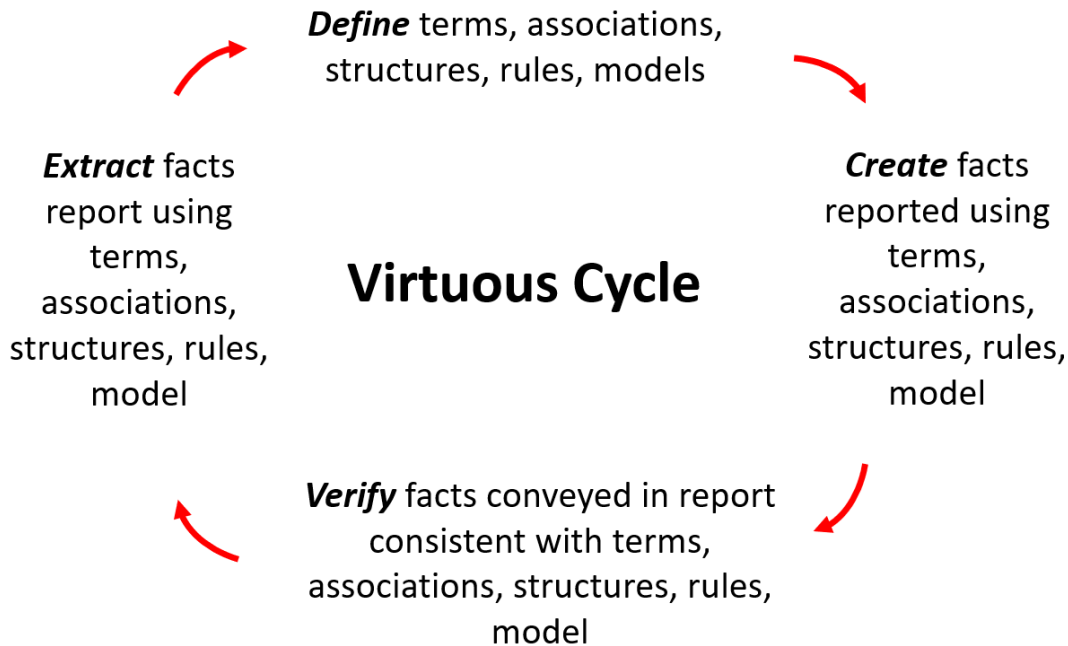 Define terms, associations,
structures, rules, models
Create facts
reported using
terms,
associations,
structures, rules,
model
Verify facts conveyed in report
consistent with terms,
associations, structures, rules,
model
Extract facts
report using
terms,
associations,
structures, rules,
model
Virtuous Cycle